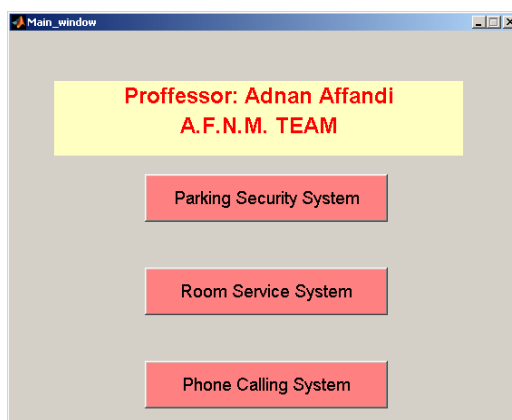 Main_window
Proffessor: Adnan Affandi
A.F.N.M. TEAM
Parking Security System
Room Service System
Phone Calling System